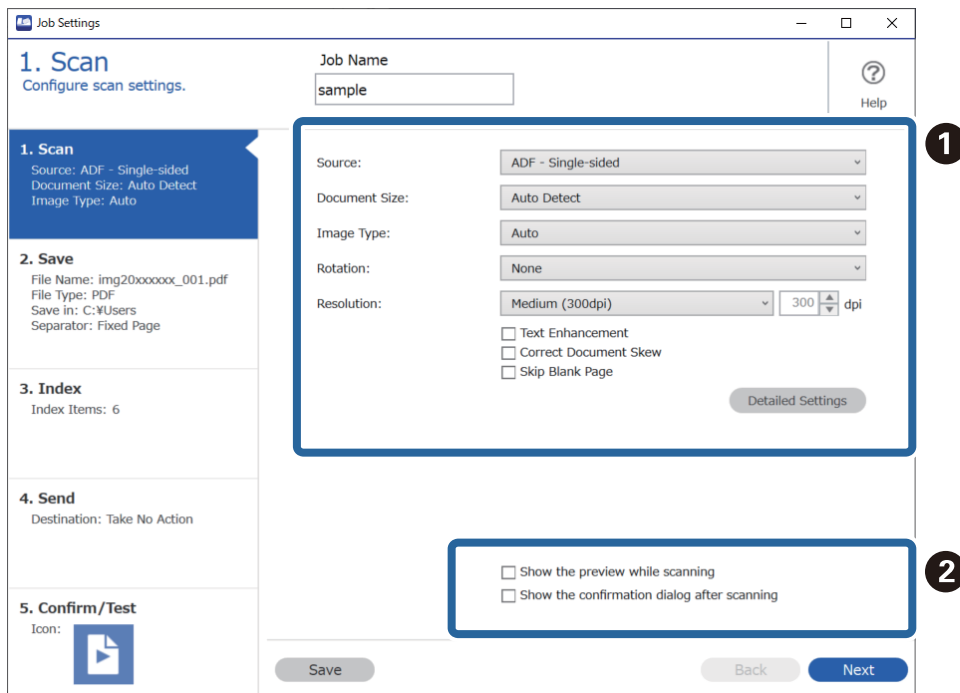 Job Settings
1. Scan
Configure scan settings.
Job Name
sample
Help
1. Scan
Source: ADF - Single-sided
Document Size: Auto Detect
Image Type: Auto
2. Save
File Name: img20xxxxxx_001.pdf
File Type: PDF
Save in: C:¥Users
Separator: Fixed Page
3. Index
Index Items: 6
4. Send
Destination: Take No Action
5. Confirm/Test
Icon:
1
Source: ADF - Single-sided
Document Size: Auto Detect
Image Type: Auto
Rotation: None
Resolution: Medium (300dpi) 300 dpi
Text Enhancement
Correct Document Skew
Skip Blank Page
Detailed Settings
2
Show the preview while scanning
Show the confirmation dialog after scanning
Save Back Next